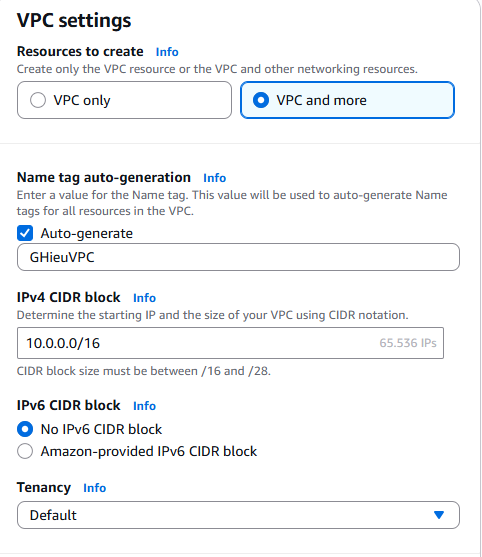 VPC settings
Resources to create Info
Create only the VPC resource or the VPC and other networking resources.
VPC only
VPC and more
Name tag auto-generation Info
Enter a value for the Name tag. This value will be used to auto-generate Name
tags for all resources in the VPC.
Auto-generate
GHieuVPC
IPv4 CIDR block Info
Determine the starting IP and the size of your VPC using CIDR notation.
10.0.0.0/16 65.536 IPs
CIDR block size must be between /16 and /28.
IPv6 CIDR block Info
No IPv6 CIDR block
Amazon-provided IPv6 CIDR block
Tenancy Info
Default